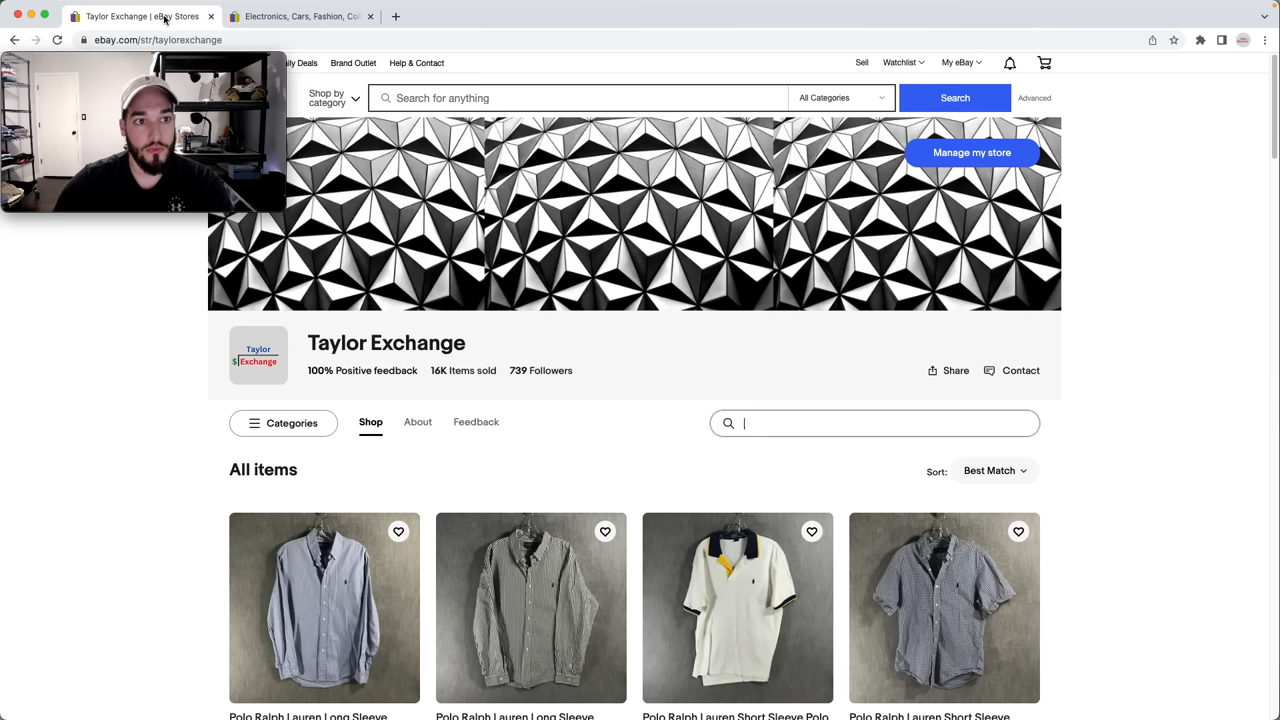 Taylor Exchange | eBay Stores
Electronics, Cars, Fashion, Col
ebay.com/str/taylorexchange
Deals Brand Outlet Help & Contact
Sell Watchlist My eBay
Shop by
category
Search for anything
All Categories
Search
Advanced
Manage my store
Taylor
$ Exchange
Taylor Exchange
100% Positive feedback 16K Items sold 739 Followers
Share Contact
Categories Shop About Feedback
All items
Sort: Best Match
Polo Ralph Lauren Long Sleeve
Polo Ralph Lauren Long Sleeve
Polo Ralph Lauren Short Sleeve Polo
Polo Ralph Lauren Short Sleeve